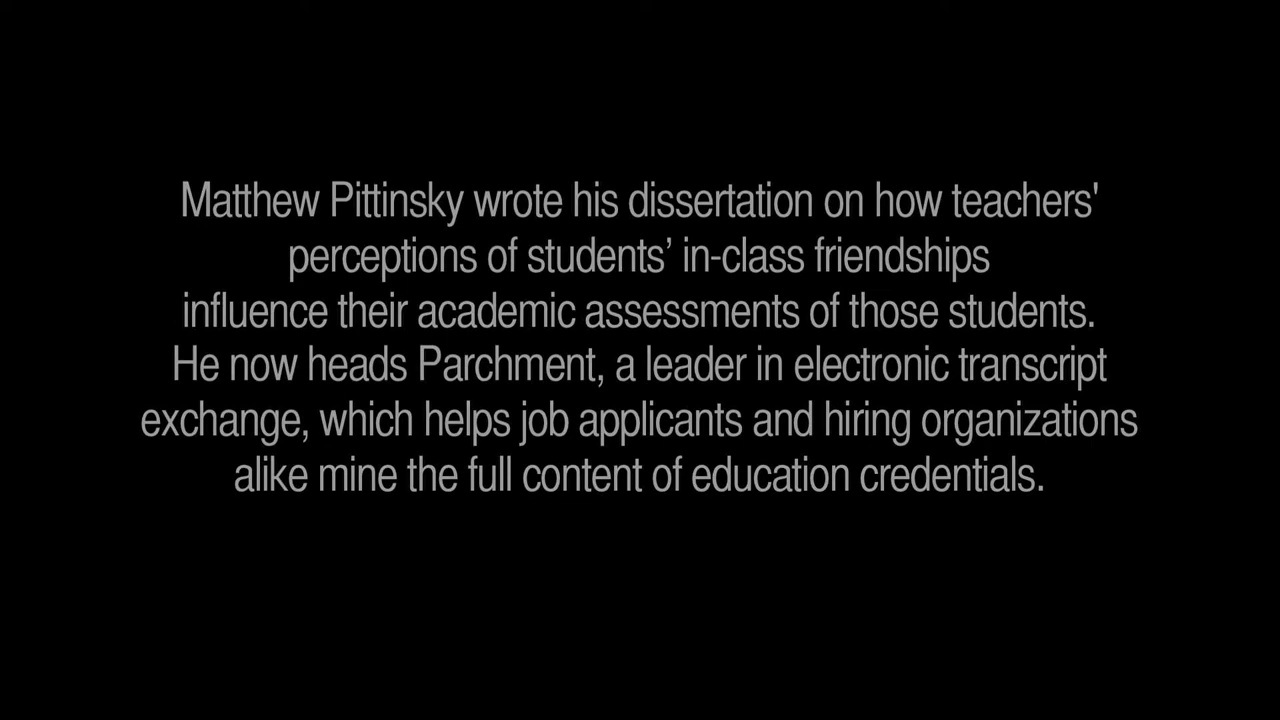 Matthew Pittinsky wrote his dissertation on how teachers'
perceptions of students’ in-class friendships
influence their academic assessments of those students.
He now heads Parchment, a leader in electronic transcript
exchange, which helps job applicants and hiring organizations
alike mine the full content of education credentials.